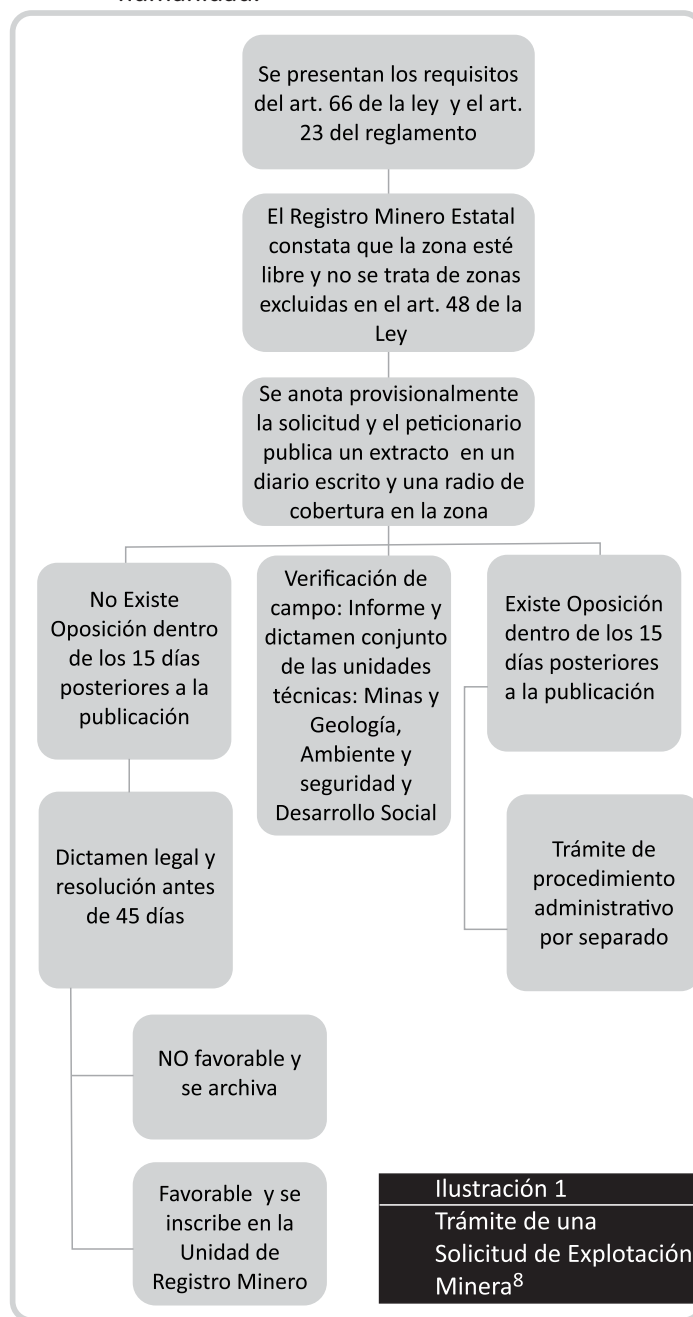 humanidad.
Se presentan los requisitos
del art. 66 de la ley y el art.
23 del reglamento
El Registro Minero Estatal
constata que la zona esté
libre y no se trata de zonas
excluidas en el art. 48 de la
Ley
Se anota provisionalmente
la solicitud y el peticionario
publica un extracto en un
diario escrito y una radio de
cobertura en la zona
No Existe
Oposición dentro
de los 15 días
posteriores a la
publicación
Verificación de
campo: Informe y
dictamen conjunto
de las unidades
técnicas: Minas y
Geología,
Ambiente y
seguridad y
Desarrollo Social
Existe Oposición
dentro de los 15
días posteriores
a la publicación
Dictamen legal y
resolución antes
de 45 días
Trámite de
procedimiento
administrativo
por separado
NO favorable y
se archiva
Favorable y se
inscribe en la
Unidad de
Registro Minero
Ilustración 1
Trámite de una
Solicitud de Explotación
Minera8